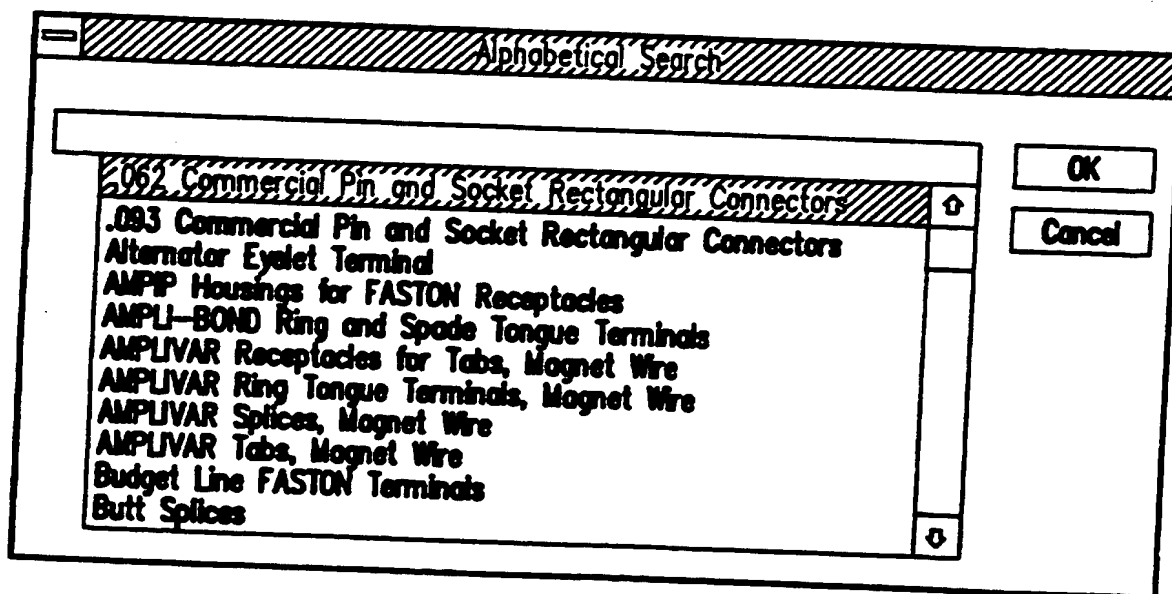 Alphabetical Search
.062 Commercial Pin and Socket Rectangular Connectors
OK
.093 Commercial Pin and Socket Rectangular Connectors
Cancel
Alternator Eyelet Terminal
AMPIP Housings for FASTON Receptacles
AMPLI-BOND Ring and Spade Tongue Terminals
AMPLIVAR Receptacles for Tabs, Magnet Wire
AMPLIVAR Ring Tongue Terminals, Magnet Wire
AMPLIVAR Splices, Magnet Wire
AMPLIVAR Tabs, Magnet Wire
Budget Line FASTON Terminals
Butt Splices